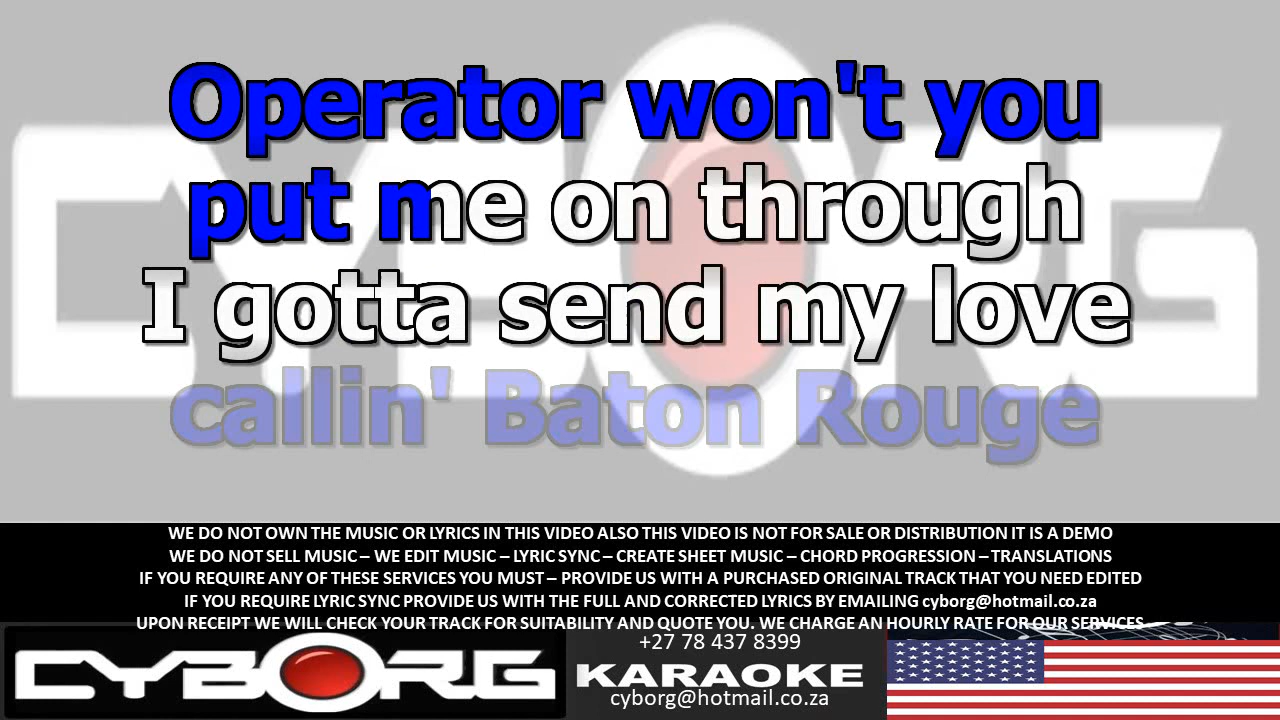 Operator won't you
put me on through
I gotta send my love
callin' Baton Rouge
WE DO NOT OWN THE MUSIC OR LYRICS IN THIS VIDEO ALSO THIS VIDEO IS NOT FOR SALE OR DISTRIBUTION IT IS A DEMO
WE DO NOT SELL MUSIC – WE EDIT MUSIC – LYRIC SYNC – CREATE SHEET MUSIC – CHORD PROGRESSION – TRANSLATIONS
IF YOU REQUIRE ANY OF THESE SERVICES YOU MUST – PROVIDE US WITH A PURCHASED ORIGINAL TRACK THAT YOU NEED EDITED
IF YOU REQUIRE LYRIC SYNC PROVIDE US WITH THE FULL AND CORRECTED LYRICS BY EMAILING cyborg@hotmail.co.za
UPON RECEIPT WE WILL CHECK YOUR TRACK FOR SUITABILITY AND QUOTE YOU. WE CHARGE AN HOURLY RATE FOR OUR SERVICES
CYBORG
+27 78 437 8399
KARAOKE
cyborg@hotmail.co.za